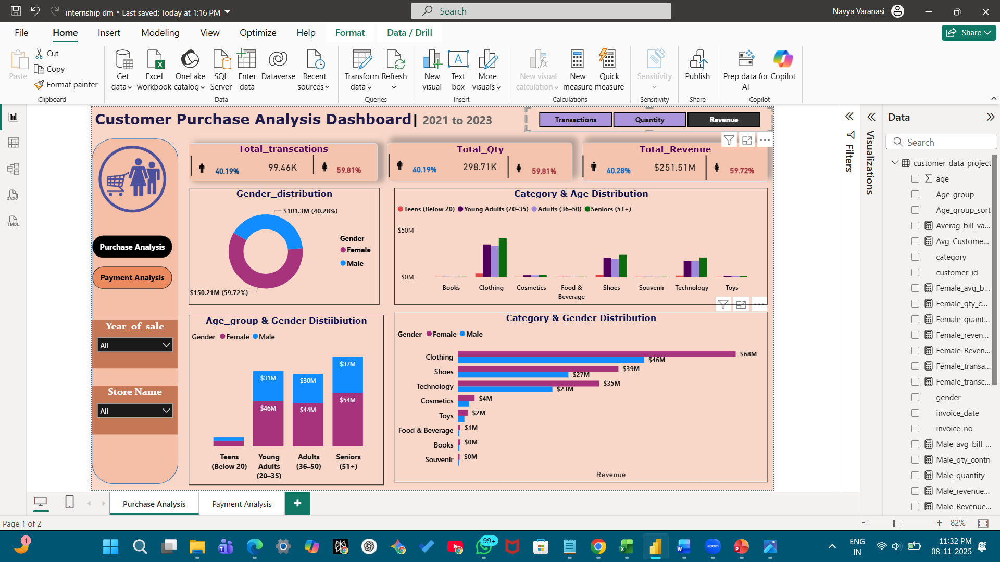 internship dm • Last saved: Today at 1:16 PM
Search
Navya Varanasi
File Home Insert Modeling View Optimize Help Format Data / Drill
Share
Paste
Cut
Copy
Format painter
Clipboard
Get data
Excel workbook
OneLake catalog
SQL Server
Enter data
Dataverse
Recent sources
Data
Transform data
Refresh
Queries
New visual
Text box
More visuals
Insert
New visual calculation
New measure
Quick measure
Calculations
Sensitivity
Sensitivity
Publish
Share
Prep data for AI
Copilot
Copilot
DAX
TMDL
Customer Purchase Analysis Dashboard| 2021 to 2023
Transactions Quantity Revenue
Total_transcations
40.19% 99.46K 59.81%
Total_Qty
40.19% 298.71K 59.81%
Total_Revenue
40.28% $251.51M 59.72%
Purchase Analysis
Payment Analysis
Year_of_sale
All
Store Name
All
Gender_distribution
$101.3M (40.28%)
Gender
Female
Male
$150.21M (59.72%)
Category & Age Distribution
Teens (Below 20) Young Adults (20–35) Adults (36–50) Seniors (51+)
$50M
$0M
Books Clothing Cosmetics Food & Beverage Shoes Souvenir Technology Toys
Age_group & Gender Distiibiution
Gender Female Male
$31M $30M $37M
$46M $44M $54M
Teens (Below 20)
Young Adults (20–35)
Adults (36–50)
Seniors (51+)
Category & Gender Distribution
Gender Female Male
Clothing $68M
$46M
Shoes $39M
$27M
Technology $35M
$23M
Cosmetics $4M
Toys $2M
Food & Beverage $1M
Books $0M
Souvenir $0M
Revenue
Filters
Visualizations
Data
Search
customer_data_project
age
Age_group
Age_group_sort
Averag_bill_va...
Avg_Custome...
category
customer_id
Female_avg_b...
Female_qty_c...
Female_quant...
Female_reven...
Female_Reven...
Female_transa...
Female_transc...
gender
invoice_date
invoice_no
Male_avg_bill_...
Male_qty_contri
Male_quantity
Male_revenue...
Male_Revenue...
Purchase Analysis
Payment Analysis
+
Page 1 of 2
- + 82%
1
99+
zoom
ENG
IN
11:32 PM
08-11-2025